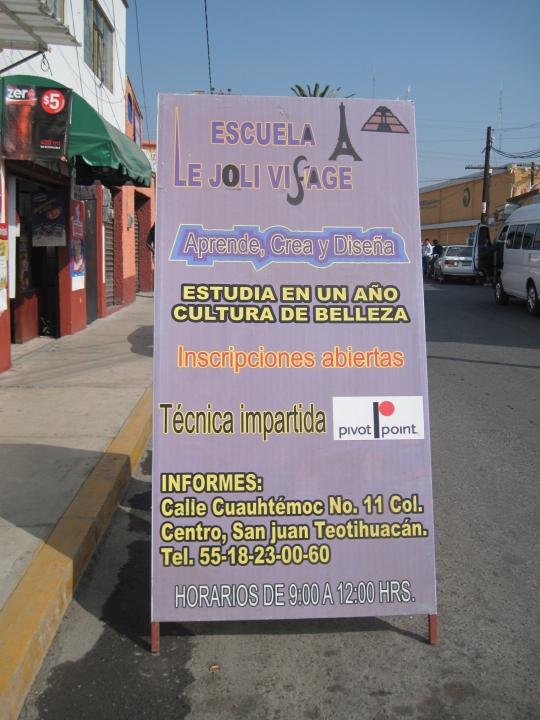 ESCUELA
LE JOLI VISAGE
Aprende, Crea y Diseña
ESTUDIA EN UN AÑO
CULTURA DE BELLEZA
Inscripciones abiertas
Técnica impartida
pivot point
INFORMES:
Calle Cuauhtémoc No. 11 Col.
Centro, San juan Teotihuacán.
Tel. 55-18-23-00-60
HORARIOS DE 9:00 A 12:00 HRS.
zer
$5